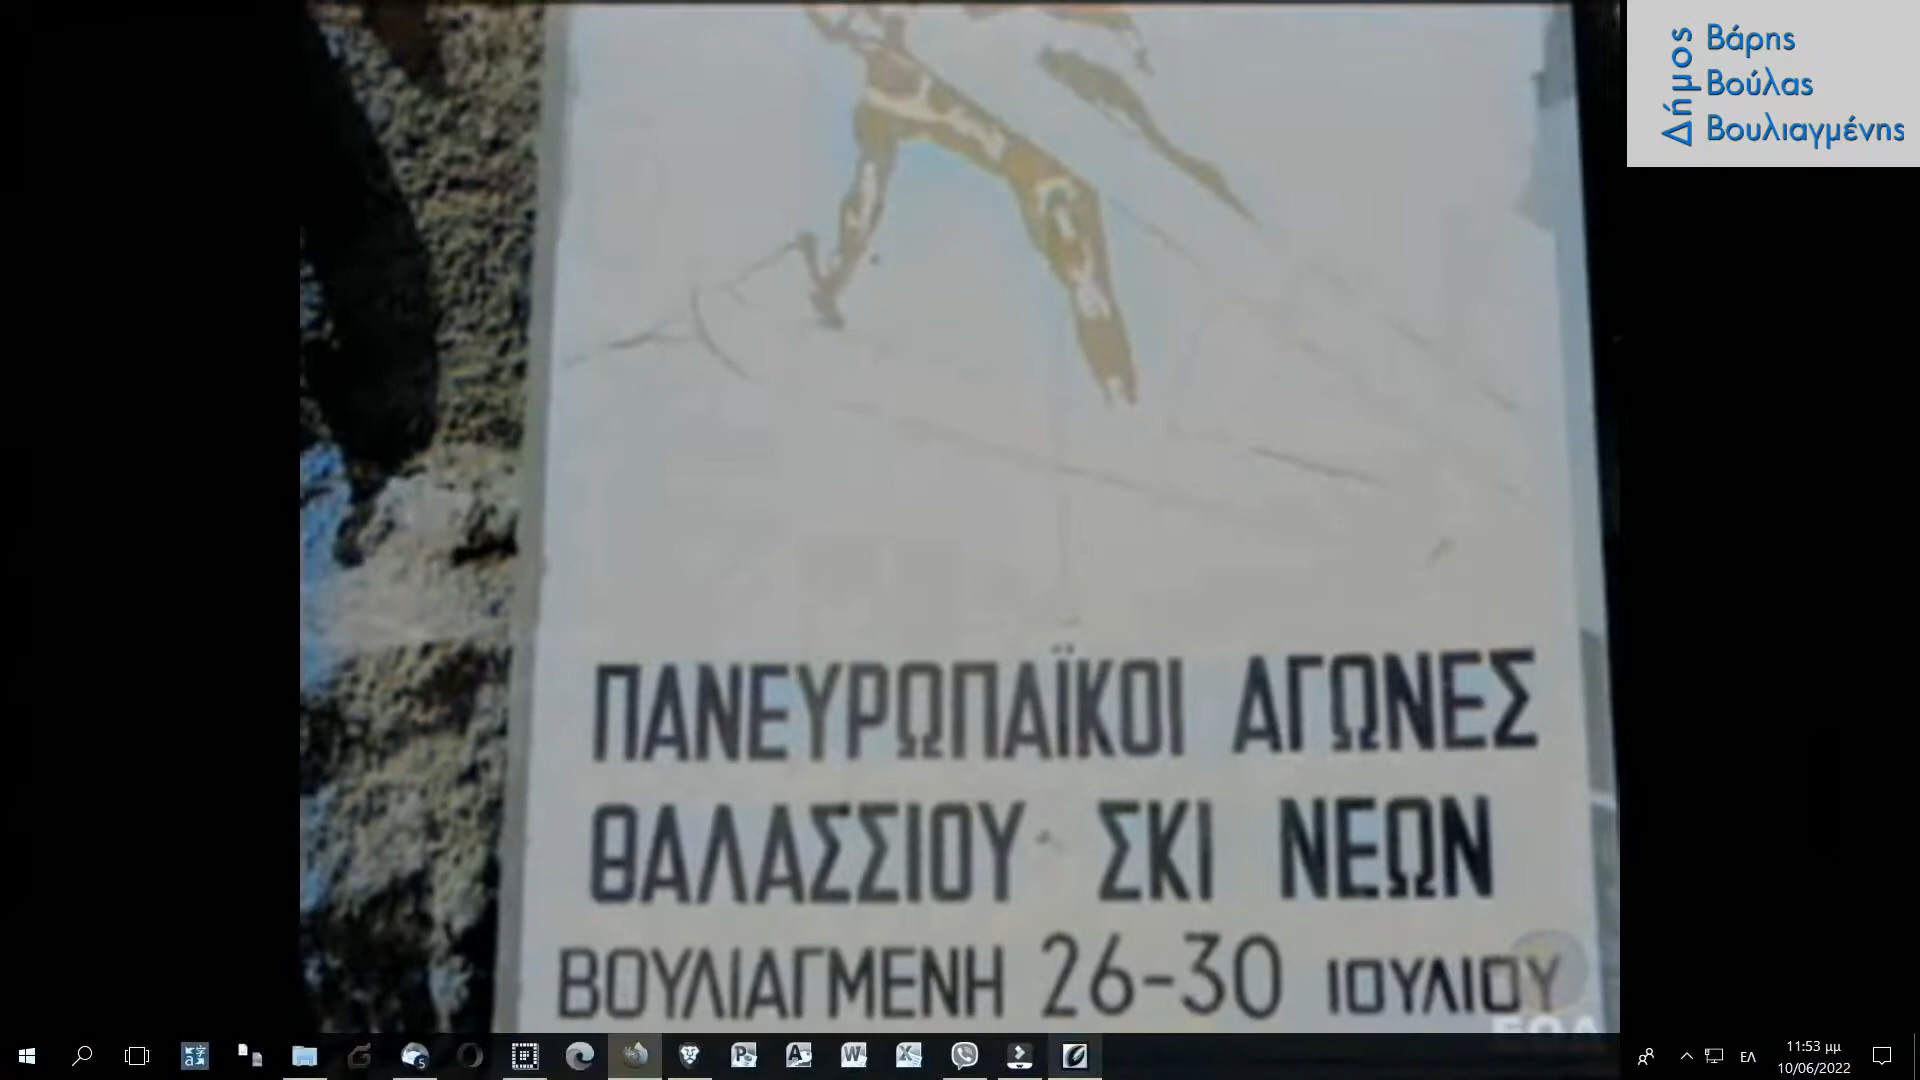 Δήμος
Βάρης
Βούλας
Βουλιαγμένης
ΠΑΝΕΥΡΩΠΑΪΚΟΙ ΑΓΩΝΕΣ
ΘΑΛΑΣΣΙΟΥ ΣΚΙ ΝΕΩΝ
ΒΟΥΛΙΑΓΜΕΝΗ 26-30 ΙΟΥΛΙΟΥ
5
ΕΛ
11:53 μμ
10/06/2022